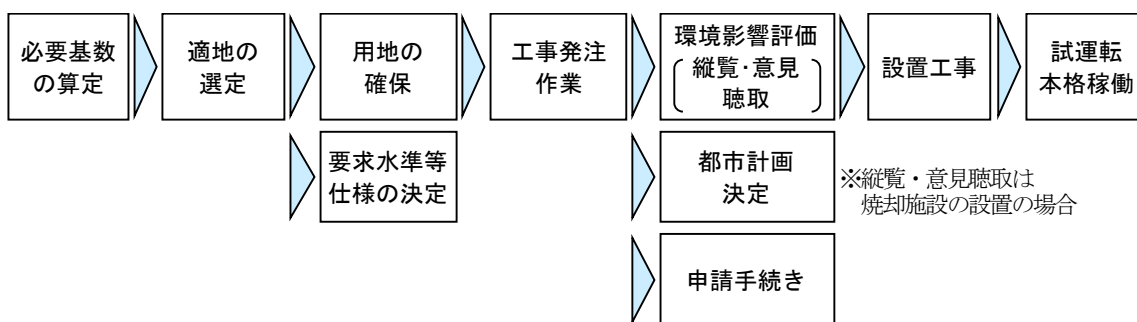 必要基数
の算定
適地の
選定
用地の
確保
工事発注
作業
環境影響評価
縦覧・意見
聴取
設置工事
試運転
本格稼働
要求水準等
仕様の決定
都市計画
決定
※縦覧・意見聴取は
焼却施設の設置の場合
申請手続き